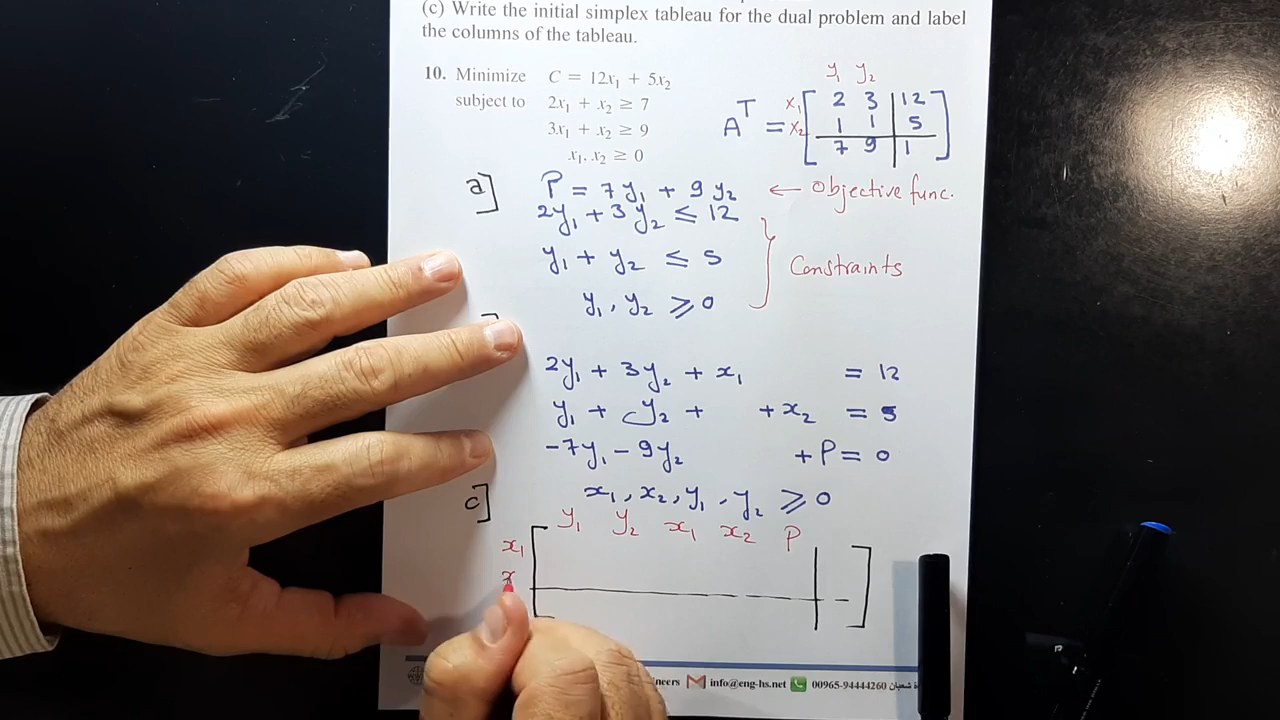 (c) Write the initial simplex tableau for the dual problem and label
the columns of the tableau.
10. Minimize C = 12x₁ + 5x₂
subject to 2x₁ + x₂ ≥ 7
3x₁ + x₂ ≥ 9
x₁, x₂ ≥ 0
y₁ y₂
Aᵀ = x₁ [ 2 3 | 12 ]
x₂ [ 1 1 | 5 ]
[ 7 9 | 1 ]
a] P = 7y₁ + 9y₂ ← Objective func.
2y₁ + 3y₂ ≤ 12
y₁ + y₂ ≤ 5 } Constraints
y₁, y₂ ≥ 0
2y₁ + 3y₂ + x₁ = 12
y₁ + y₂ + + x₂ = 5
-7y₁ - 9y₂ + P = 0
c] x₁, x₂, y₁, y₂ ≥ 0
y₁ y₂ x₁ x₂ P
x₁
x
neers info@eng-hs.net 00965-94444260